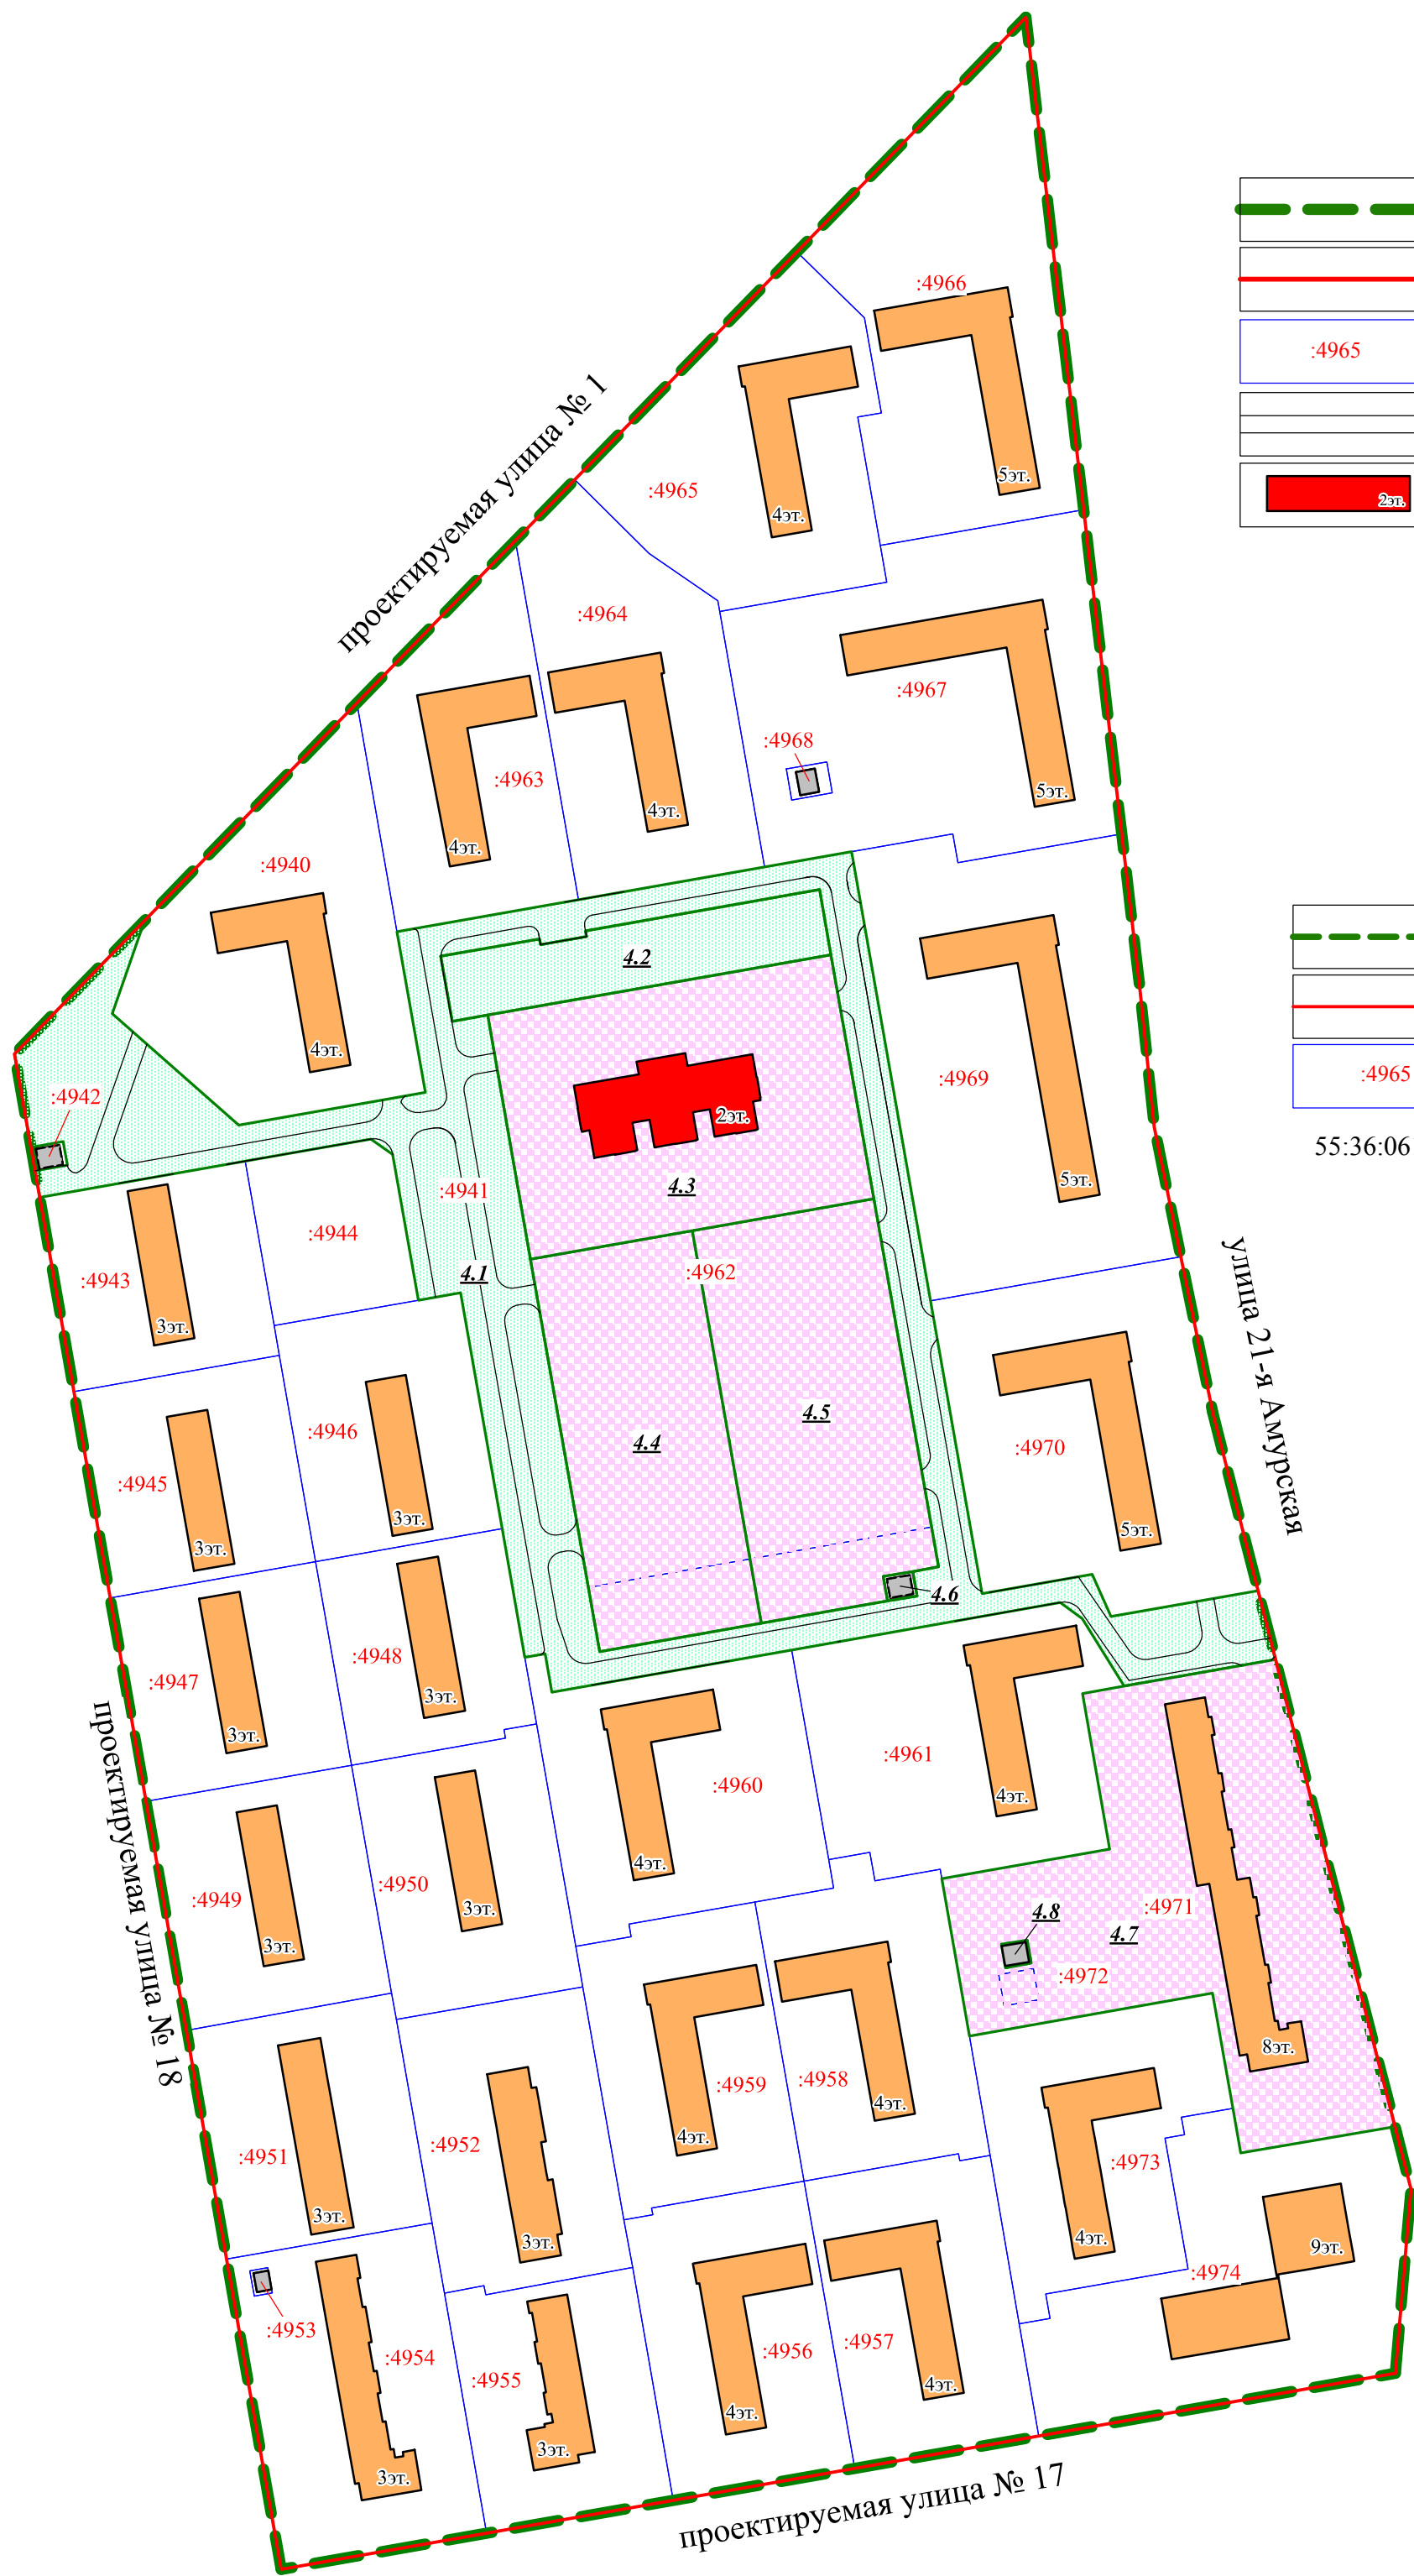 :4966
:4965
проектируемая улица № 1
:4965
5эт.
2эт.
4эт.
:4964
:4967
:4968
:4963
5эт.
4эт.
4эт.
:4940
4.2
4эт.
:4969
:4965
:4942
2эт.
55:36:06
5эт.
4.3
:4941
:4944
4.1
:4962
:4943
3эт.
улица 21-я Амурская
4.5
:4946
4.4
:4970
:4945
3эт.
5эт.
3эт.
4.6
:4948
:4947
3эт.
3эт.
проектируемая улица № 18
:4961
:4960
4эт.
4эт.
:4950
:4949
3эт.
:4971
4.8
4.7
3эт.
:4972
8эт.
:4959
:4958
4эт.
4эт.
:4952
:4951
:4973
3эт.
4эт.
3эт.
9эт.
:4974
:4953
:4954
:4956
:4957
:4955
4эт.
4эт.
3эт.
3эт.
проектируемая улица № 17